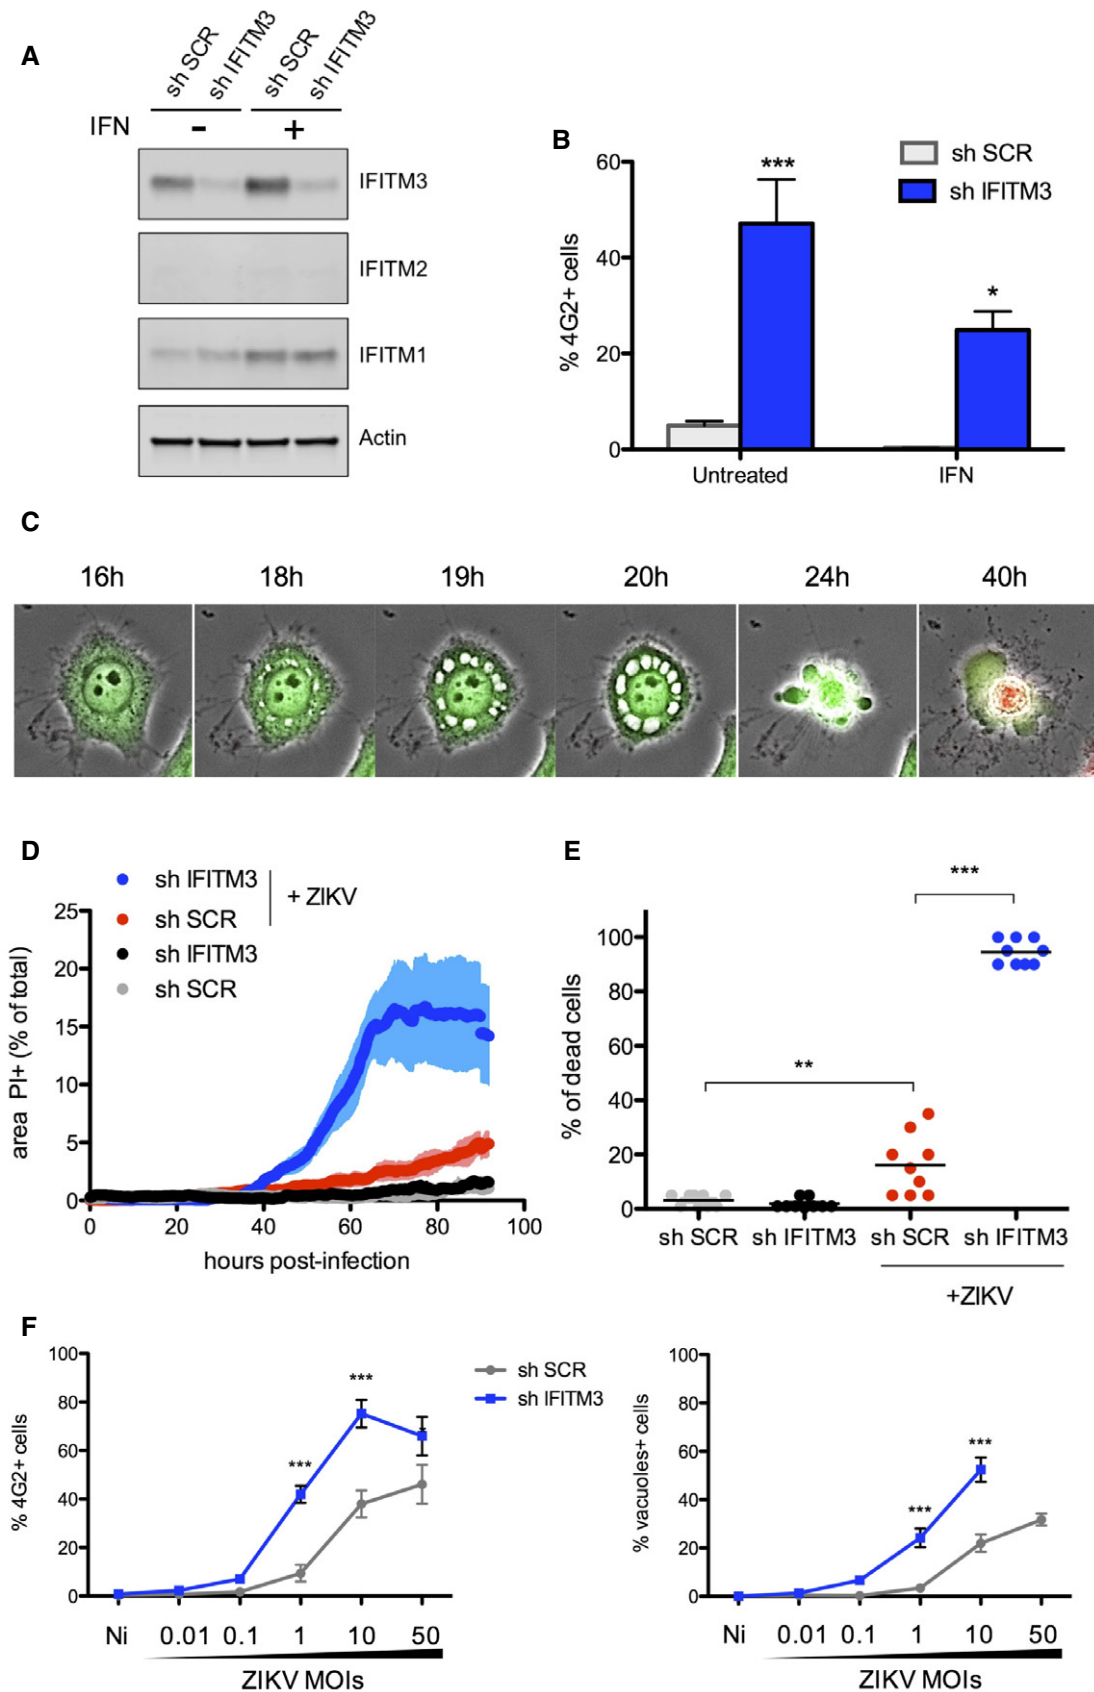 A
sh SCR
sh IFITM3
sh SCR
sh IFITM3
IFN
-
+
IFITM3
IFITM2
IFITM1
Actin
B
sh SCR
sh IFITM3
60
40
20
0
% 4G2+ cells
***
*
Untreated
IFN
C
16h
18h
19h
20h
24h
40h
D
sh IFITM3
sh SCR
+ ZIKV
sh IFITM3
sh SCR
25
20
15
10
5
0
area PI+ (% of total)
0
20
40
60
80
100
hours post-infection
E
***
**
100
80
60
40
20
0
% of dead cells
sh SCR
sh IFITM3
sh SCR
sh IFITM3
+ZIKV
F
100
80
60
40
20
0
% 4G2+ cells
***
***
sh SCR
sh IFITM3
Ni
0.01
0.1
1
10
50
ZIKV MOIs
100
80
60
40
20
0
% vacuoles+ cells
***
***
Ni
0.01
0.1
1
10
50
ZIKV MOIs